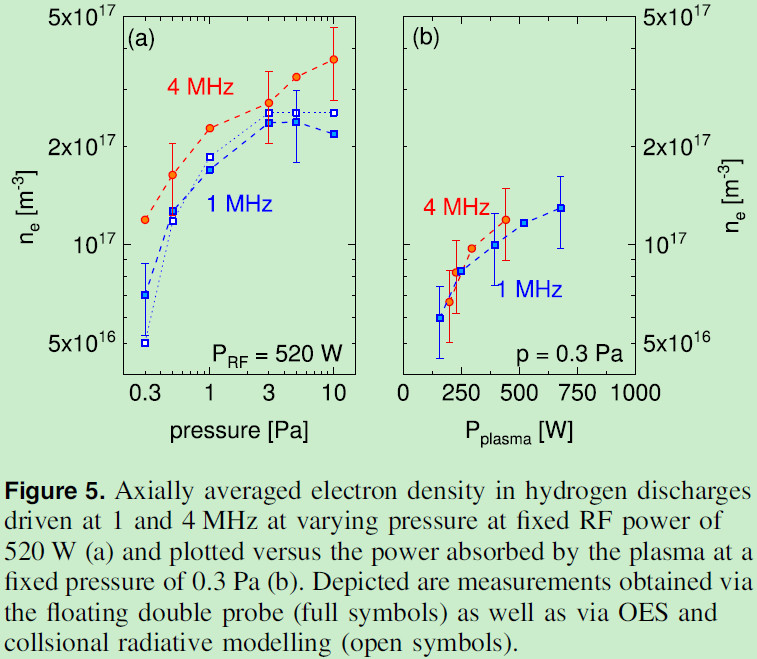 (a)
4 MHz
1 MHz
P_RF = 520 W
n_e [m^-3]
5x10^17
2x10^17
10^17
5x10^16
0.3 1 3 10
pressure [Pa]
(b)
4 MHz
1 MHz
p = 0.3 Pa
5x10^17
2x10^17
10^17
5x10^16
n_e [m^-3]
0 250 500 750 1000
P_plasma [W]
Figure 5. Axially averaged electron density in hydrogen discharges
driven at 1 and 4 MHz at varying pressure at fixed RF power of
520 W (a) and plotted versus the power absorbed by the plasma at a
fixed pressure of 0.3 Pa (b). Depicted are measurements obtained via
the floating double probe (full symbols) as well as via OES and
collsional radiative modelling (open symbols).